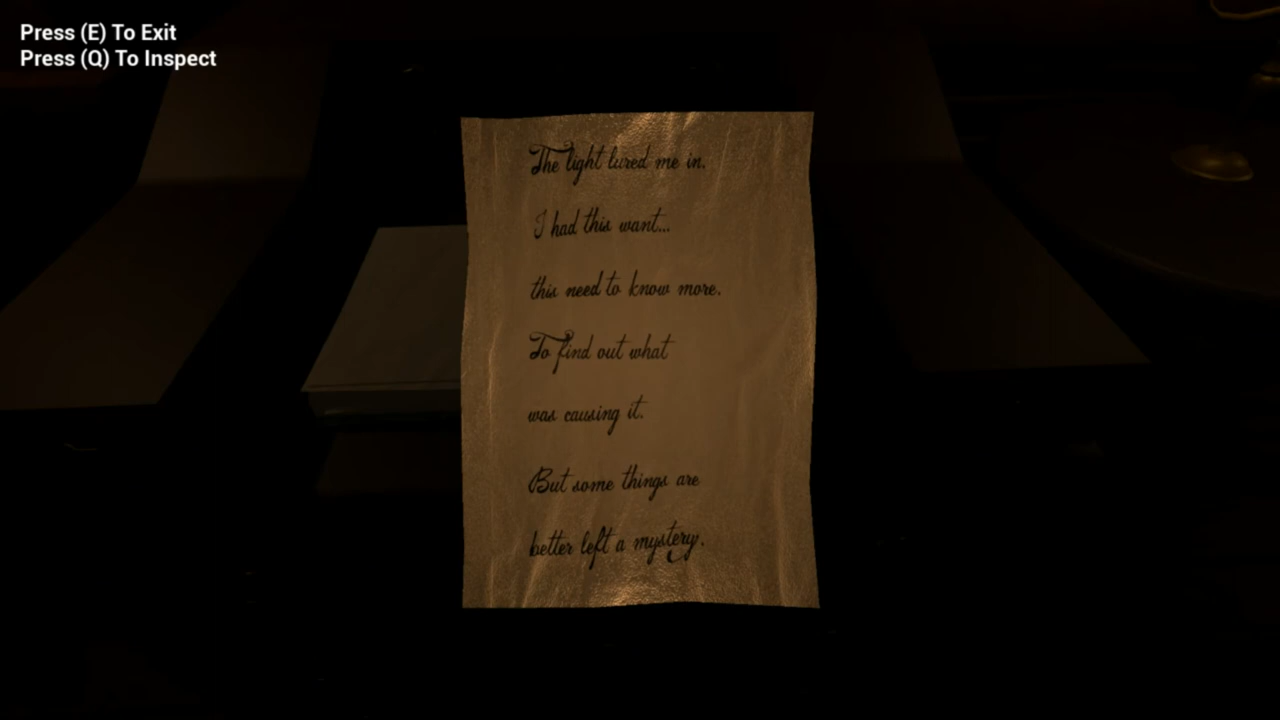 Press (E) To Exit
Press (Q) To Inspect
The light lured me in.
I had this want...
this need to know more.
To find out what
was causing it.
But some things are
better left a mystery.